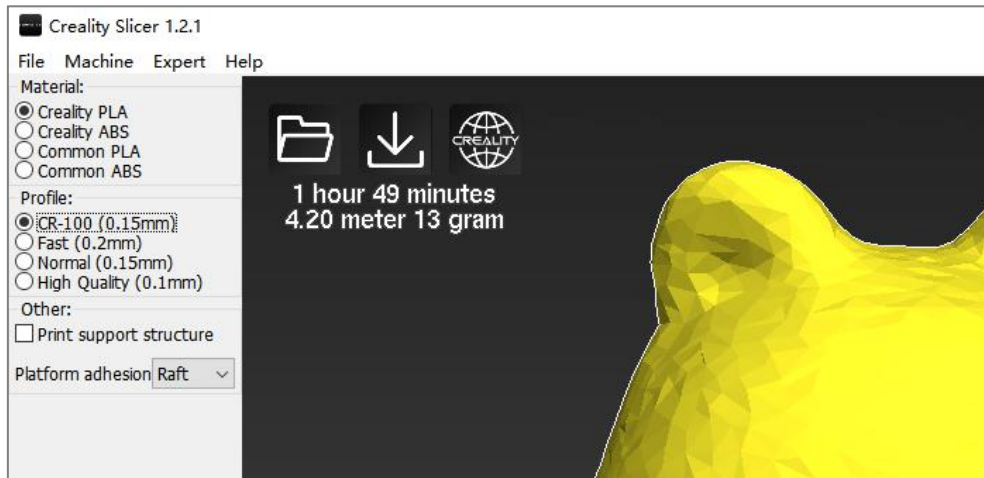 Creality Slicer 1.2.1
File Machine Expert Help
Material:
Creality PLA
Creality ABS
Common PLA
Common ABS
Profile:
CR-100 (0.15mm)
Fast (0.2mm)
Normal (0.15mm)
High Quality (0.1mm)
Other:
Print support structure
Platform adhesion Raft
CREALITY
1 hour 49 minutes
4.20 meter 13 gram